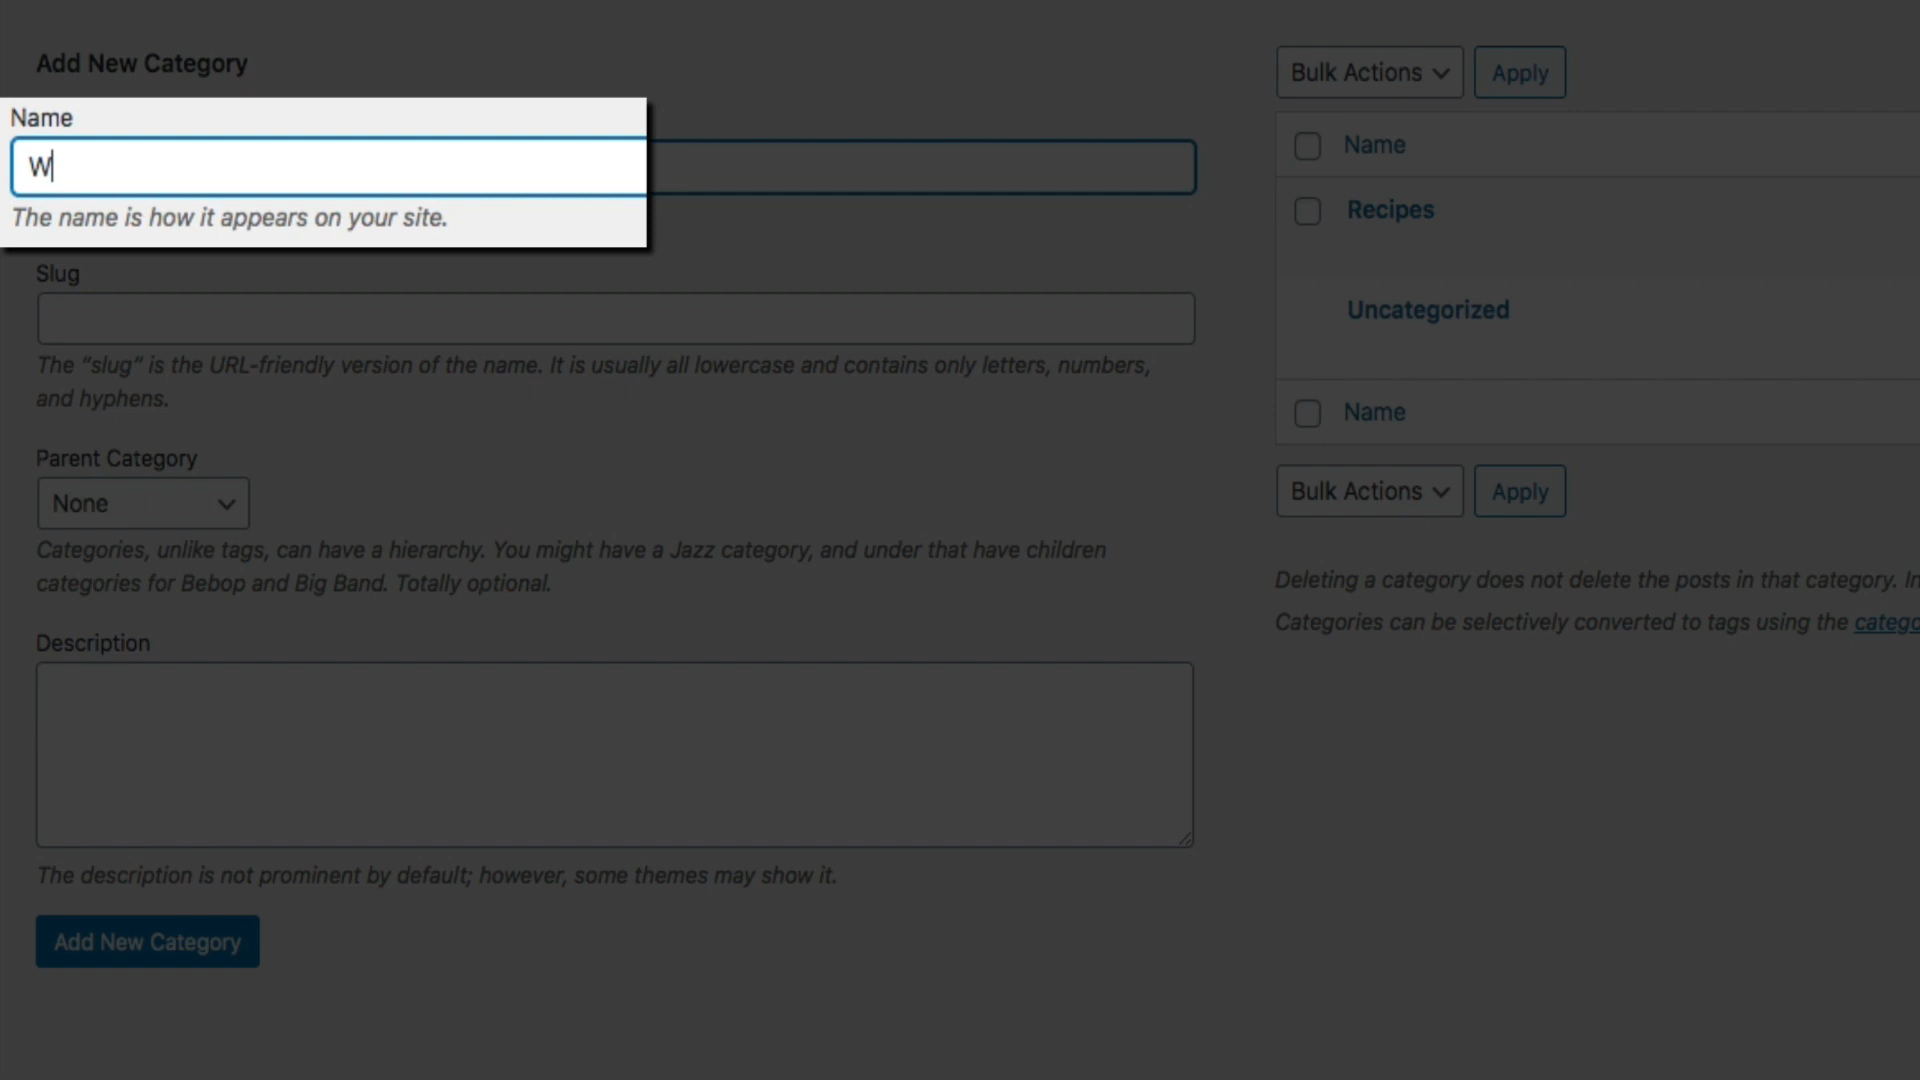 Add New Category
Name
W
The name is how it appears on your site.
Slug
The “slug” is the URL-friendly version of the name. It is usually all lowercase and contains only letters, numbers,
and hyphens.
Parent Category
None
Categories, unlike tags, can have a hierarchy. You might have a Jazz category, and under that have children
categories for Bebop and Big Band. Totally optional.
Description
The description is not prominent by default; however, some themes may show it.
Add New Category
Bulk Actions
Apply
Name
Recipes
Uncategorized
Name
Bulk Actions
Apply
Deleting a category does not delete the posts in that category. In
Categories can be selectively converted to tags using the catego